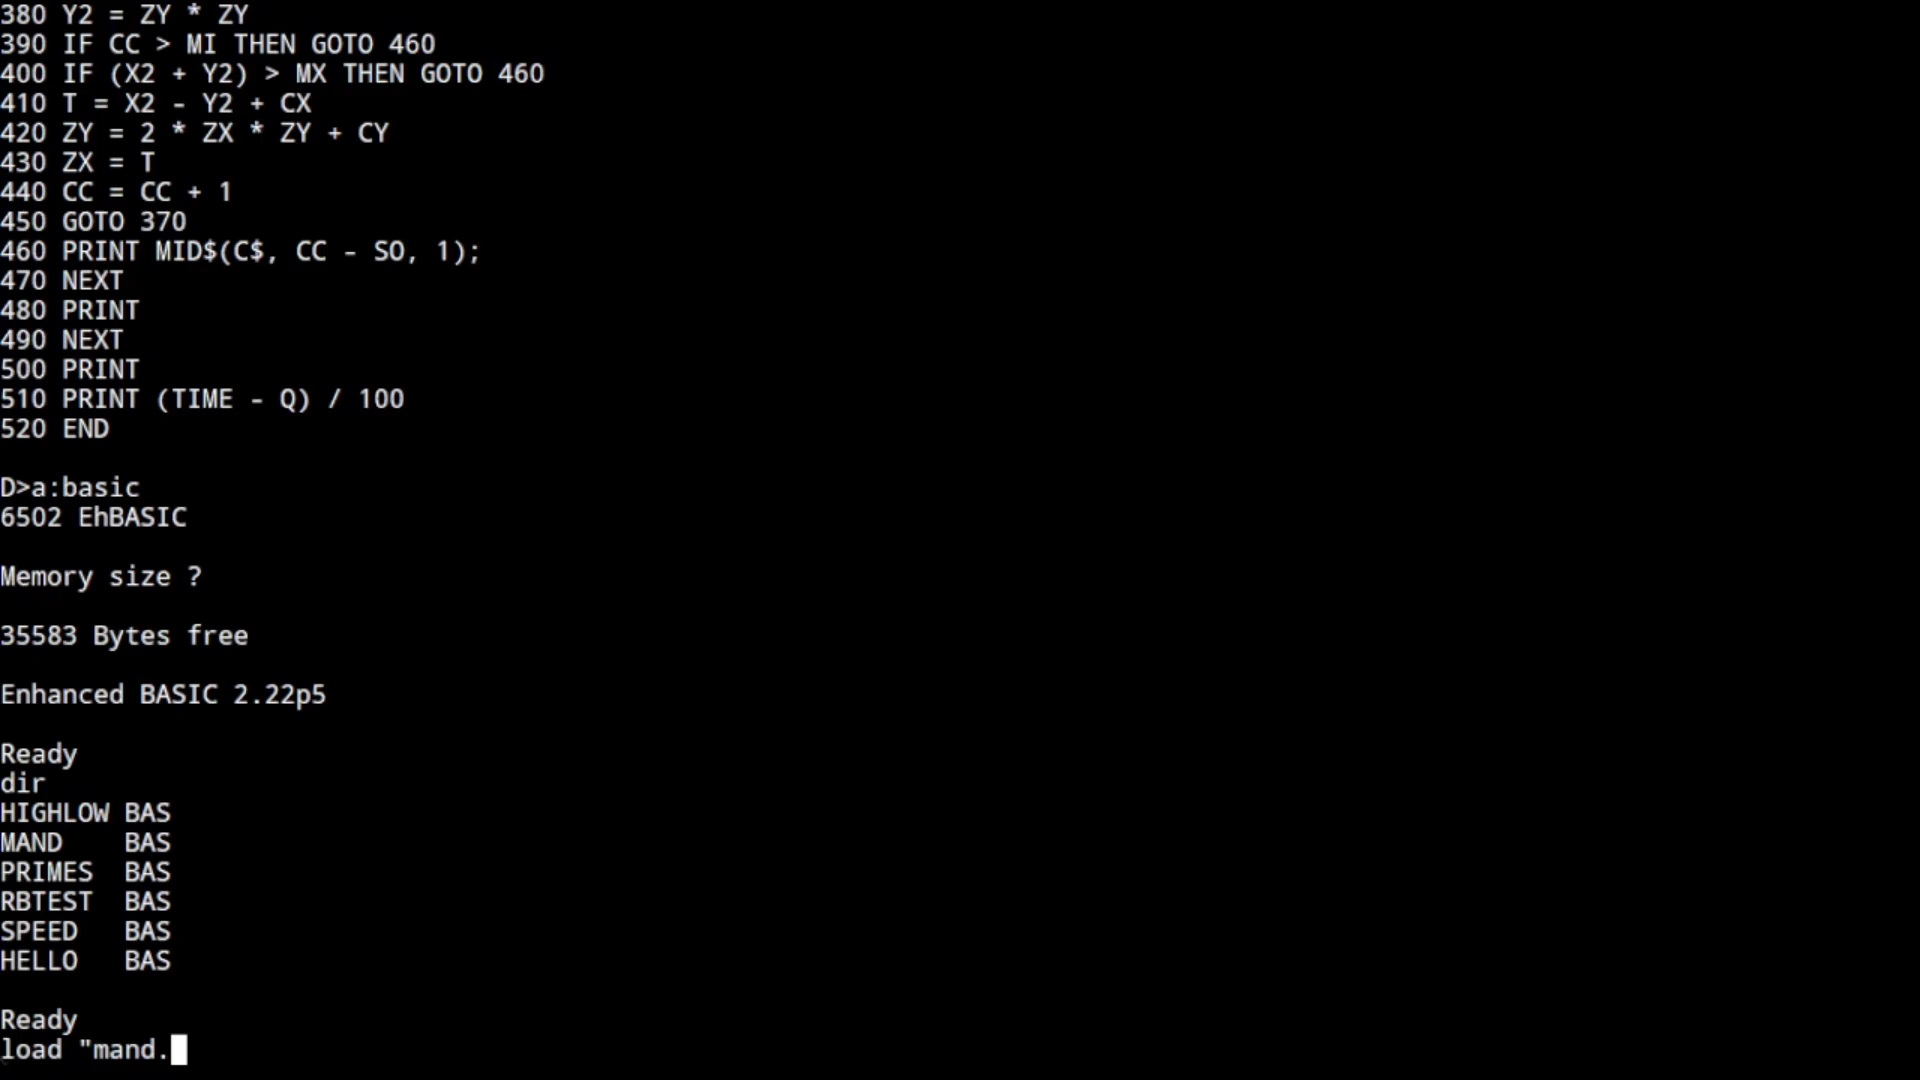 380 Y2 = ZY * ZY
390 IF CC > MI THEN GOTO 460
400 IF (X2 + Y2) > MX THEN GOTO 460
410 T = X2 - Y2 + CX
420 ZY = 2 * ZX * ZY + CY
430 ZX = T
440 CC = CC + 1
450 GOTO 370
460 PRINT MID$(C$, CC - SO, 1);
470 NEXT
480 PRINT
490 NEXT
500 PRINT
510 PRINT (TIME - Q) / 100
520 END
D>a:basic
6502 EhBASIC
Memory size ?
35583 Bytes free
Enhanced BASIC 2.22p5
Ready
dir
HIGHLOW BAS
MAND    BAS
PRIMES  BAS
RBTEST  BAS
SPEED   BAS
HELLO   BAS
Ready
load "mand.